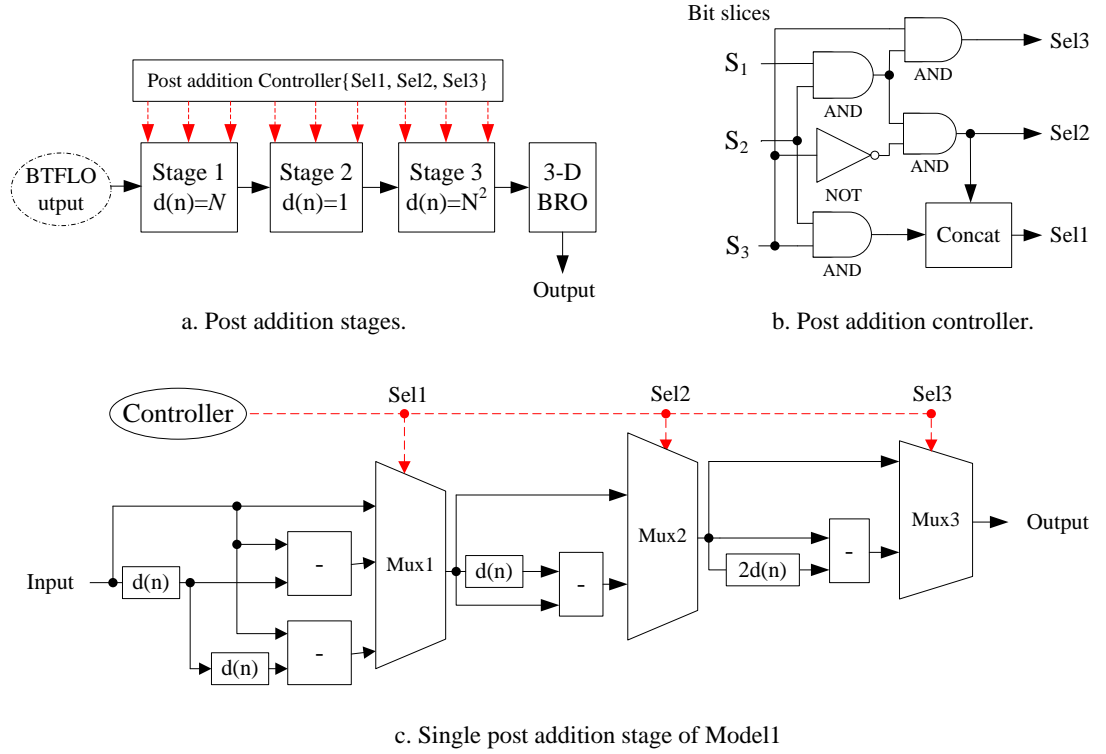 Bit slices
Post addition Controller{Sel1, Sel2, Sel3}
BTFLO
utput
Stage 1
d(n)=N
Stage 2
d(n)=1
Stage 3
d(n)=N²
3-D
BRO
Output
a. Post addition stages.
S₁
S₂
S₃
AND
AND
NOT
AND
AND
Concat
Sel3
Sel2
Sel1
b. Post addition controller.
Controller
Sel1
Sel2
Sel3
Input
d(n)
d(n)
-
-
Mux1
d(n)
-
Mux2
2d(n)
-
Mux3
Output
c. Single post addition stage of Model1